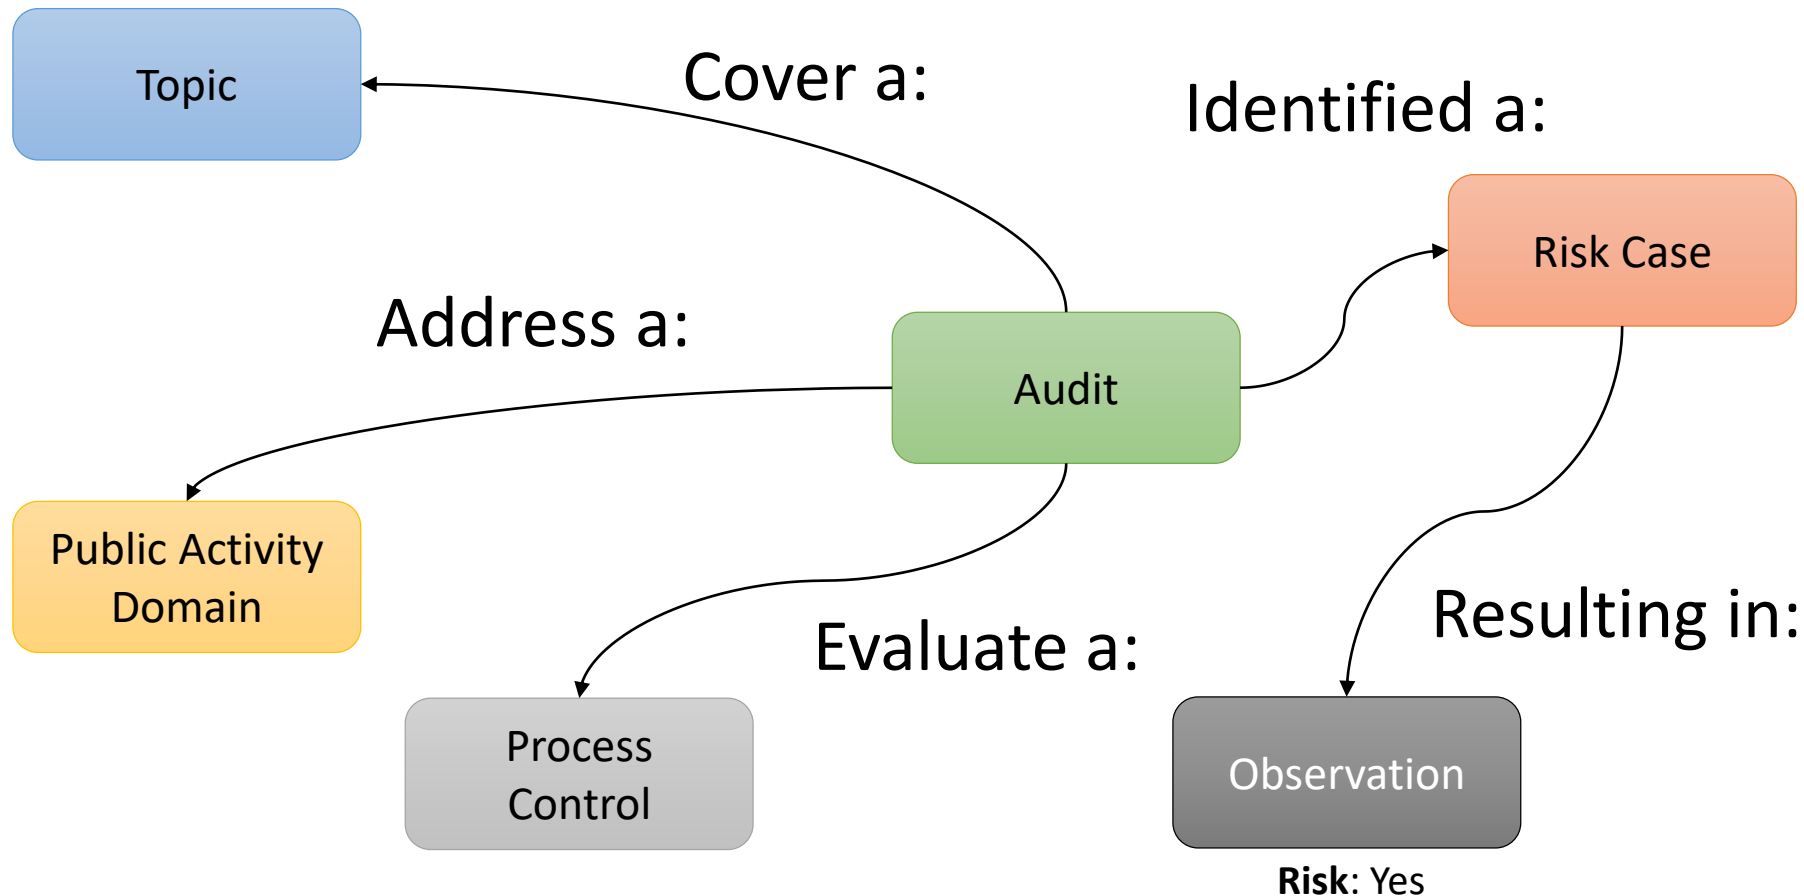 Topic
Cover a:
Identified a:
Risk Case
Address a:
Audit
Public Activity
Domain
Evaluate a:
Resulting in:
Process
Control
Observation
Risk: Yes